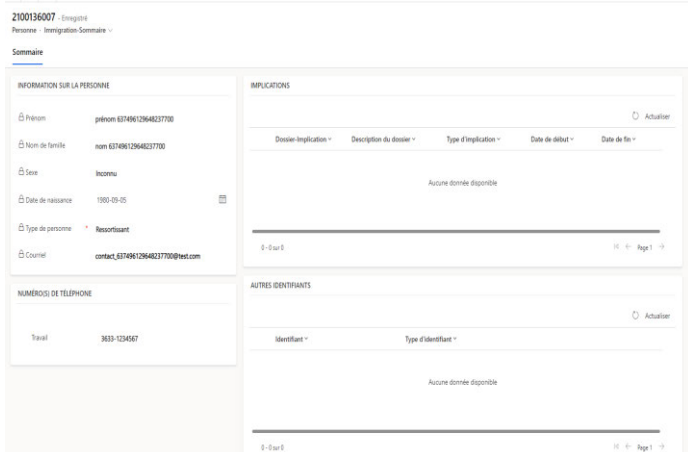 2100136007 - Enregistré
Personne · Immigration-Sommaire
Sommaire
INFORMATION SUR LA PERSONNE
Prénom prénom 637496129648237700
Nom de famille nom 637496129648237700
Sexe Inconnu
Date de naissance 1980-09-05
Type de personne * Ressortissant
Courriel contact_637496129648237700@test.com
NUMÉRO(S) DE TÉLÉPHONE
Travail 3633-1234567
IMPLICATIONS
Actualiser
Dossier-Implication Description du dossier Type d'implication Date de début Date de fin
Aucune donnée disponible
0 - 0 sur 0 Page 1
AUTRES IDENTIFIANTS
Actualiser
Identifiant Type d'identifiant
Aucune donnée disponible
0 - 0 sur 0 Page 1